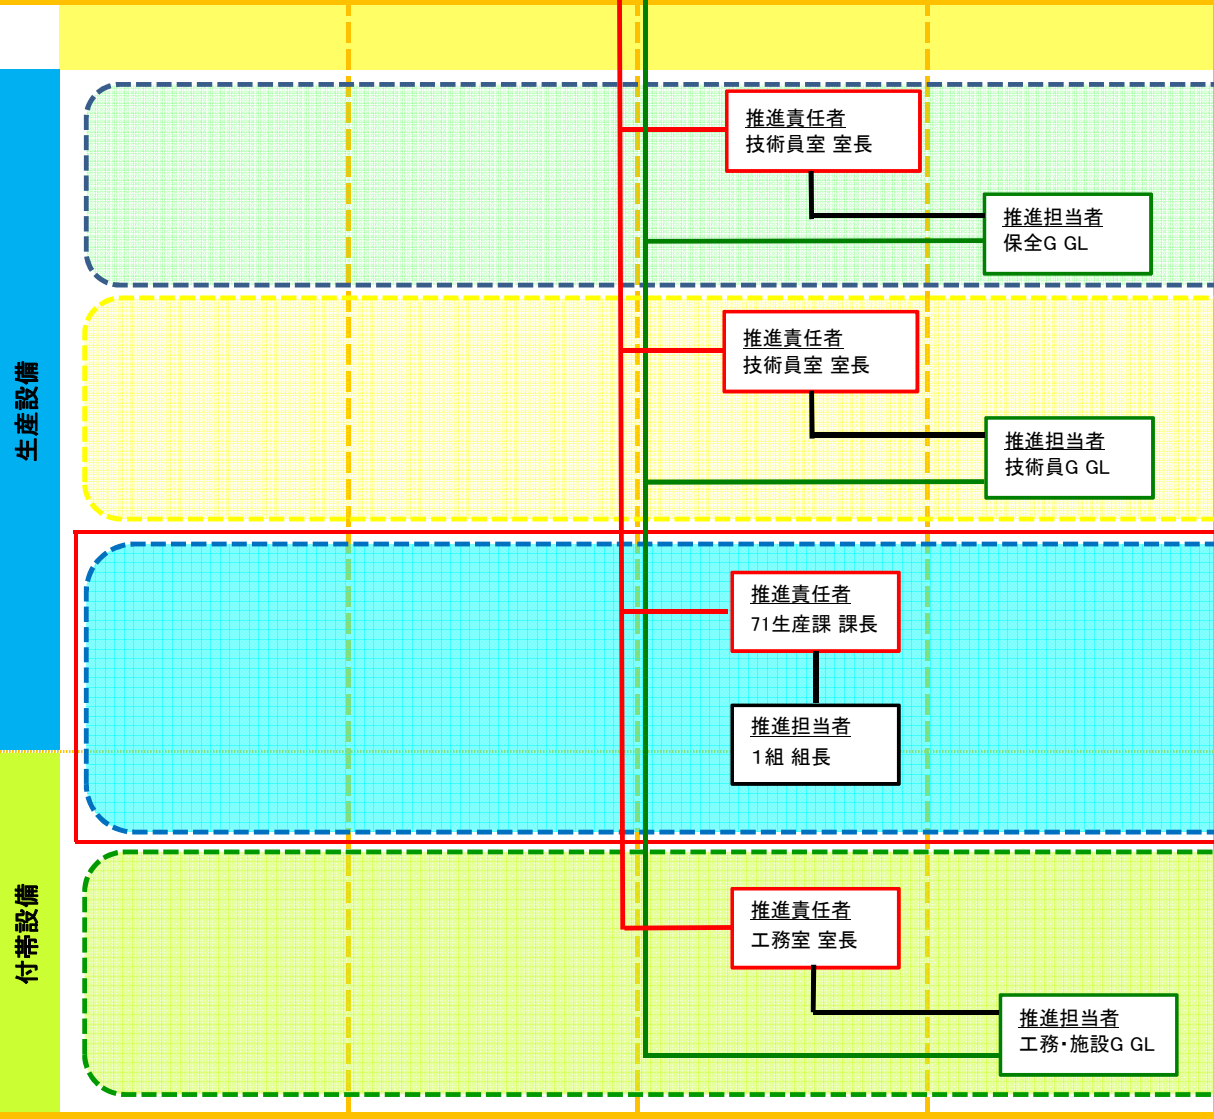 生産設備
推進責任者
技術員室 室長
推進担当者
保全G GL
推進責任者
技術員室 室長
推進担当者
技術員G GL
推進責任者
71生産課 課長
推進担当者
1組 組長
付帯設備
推進責任者
工務室 室長
推進担当者
工務・施設G GL